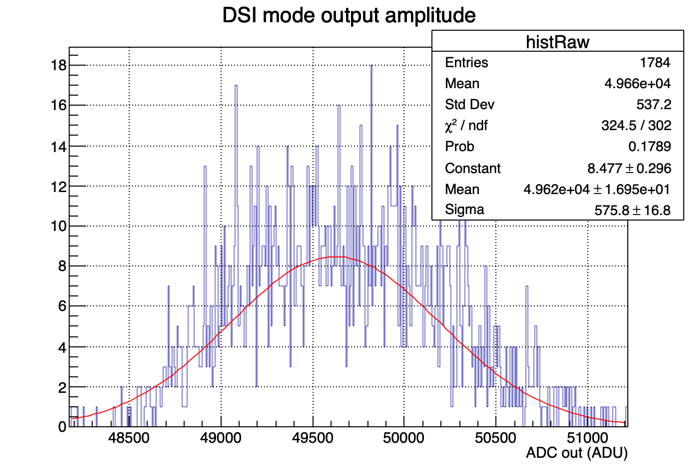 DSI mode output amplitude
histRaw
Entries 1784
Mean 4.966e+04
Std Dev 537.2
χ² / ndf 324.5 / 302
Prob 0.1789
Constant 8.477 ± 0.296
Mean 4.962e+04 ± 1.695e+01
Sigma 575.8 ± 16.8
18
16
14
12
10
8
6
4
2
0
48500 49000 49500 50000 50500 51000
ADC out (ADU)